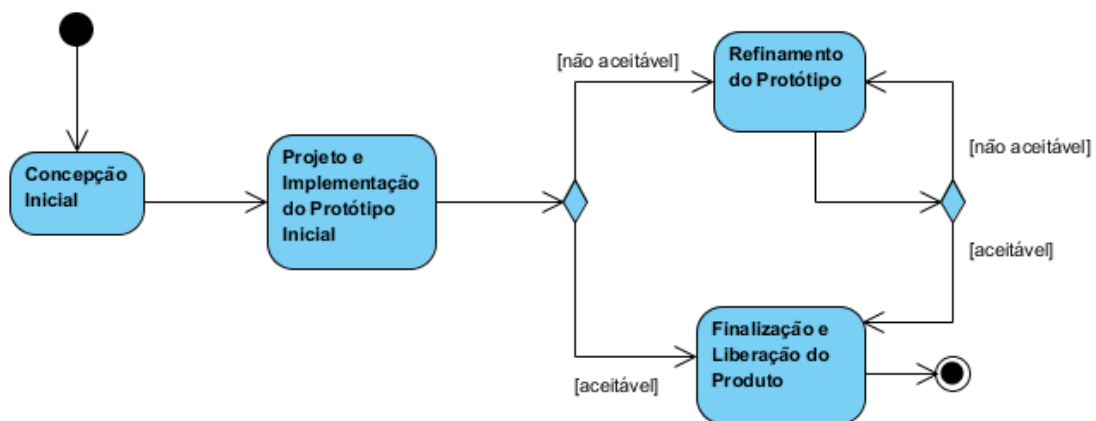 Concepção
Inicial
Projeto e
Implementação
do Protótipo
Inicial
[não aceitável]
[aceitável]
Refinamento
do Protótipo
[não aceitável]
[aceitável]
Finalização e
Liberação do
Produto